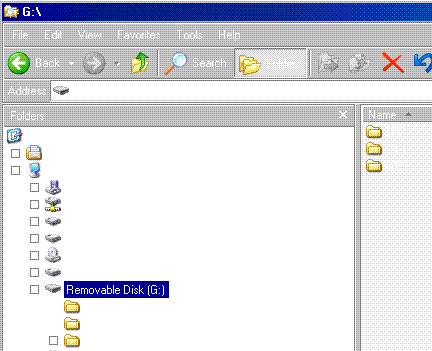 G:\
File Edit View Favorites Tools Help
Back Search Folders
Address
Folders
Name
Removable Disk (G:)